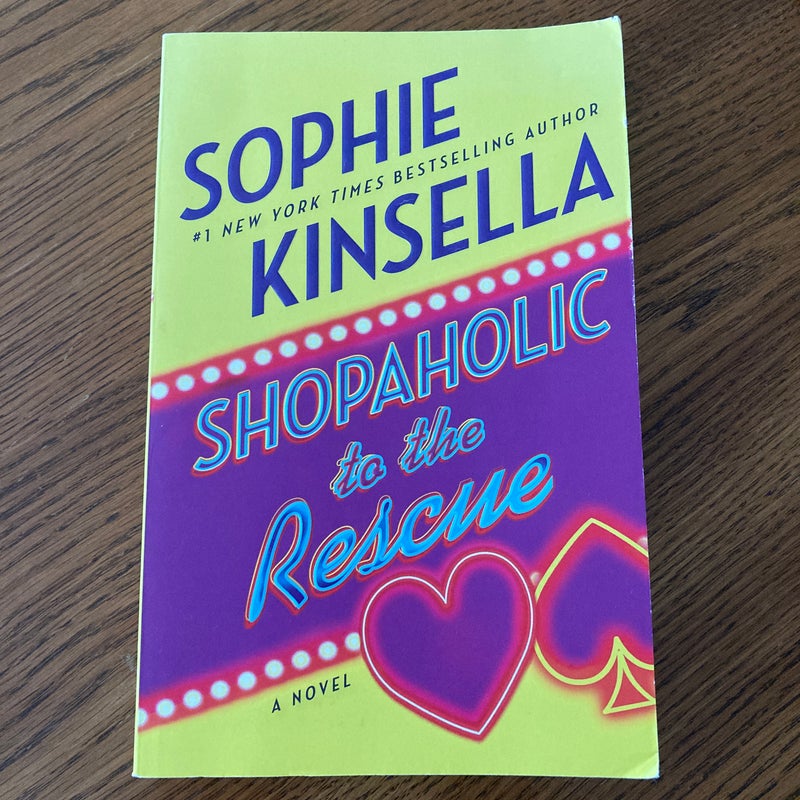 SOPHIE
#1 NEW YORK TIMES BESTSELLING AUTHOR
KINSELLA
SHOPAHOLIC
to the
Rescue
A NOVEL